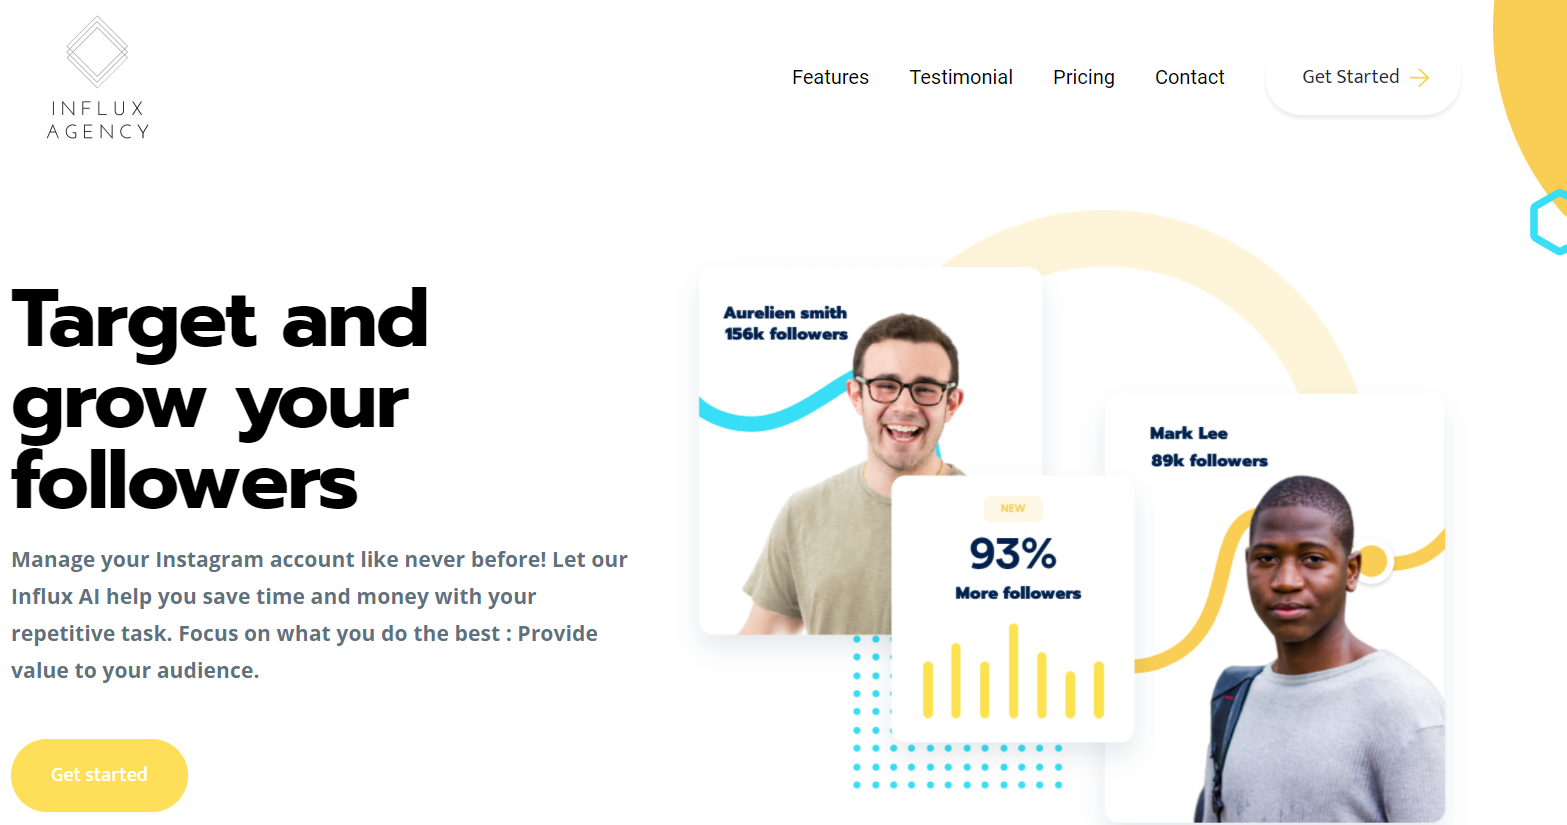 INFLUX
AGENCY
Features
Testimonial
Pricing
Contact
Get Started
Target and
grow your
followers
Manage your Instagram account like never before! Let our
Influx AI help you save time and money with your
repetitive task. Focus on what you do the best : Provide
value to your audience.
Get started
Aurelien smith
156k followers
NEW
93%
More followers
Mark Lee
89k followers